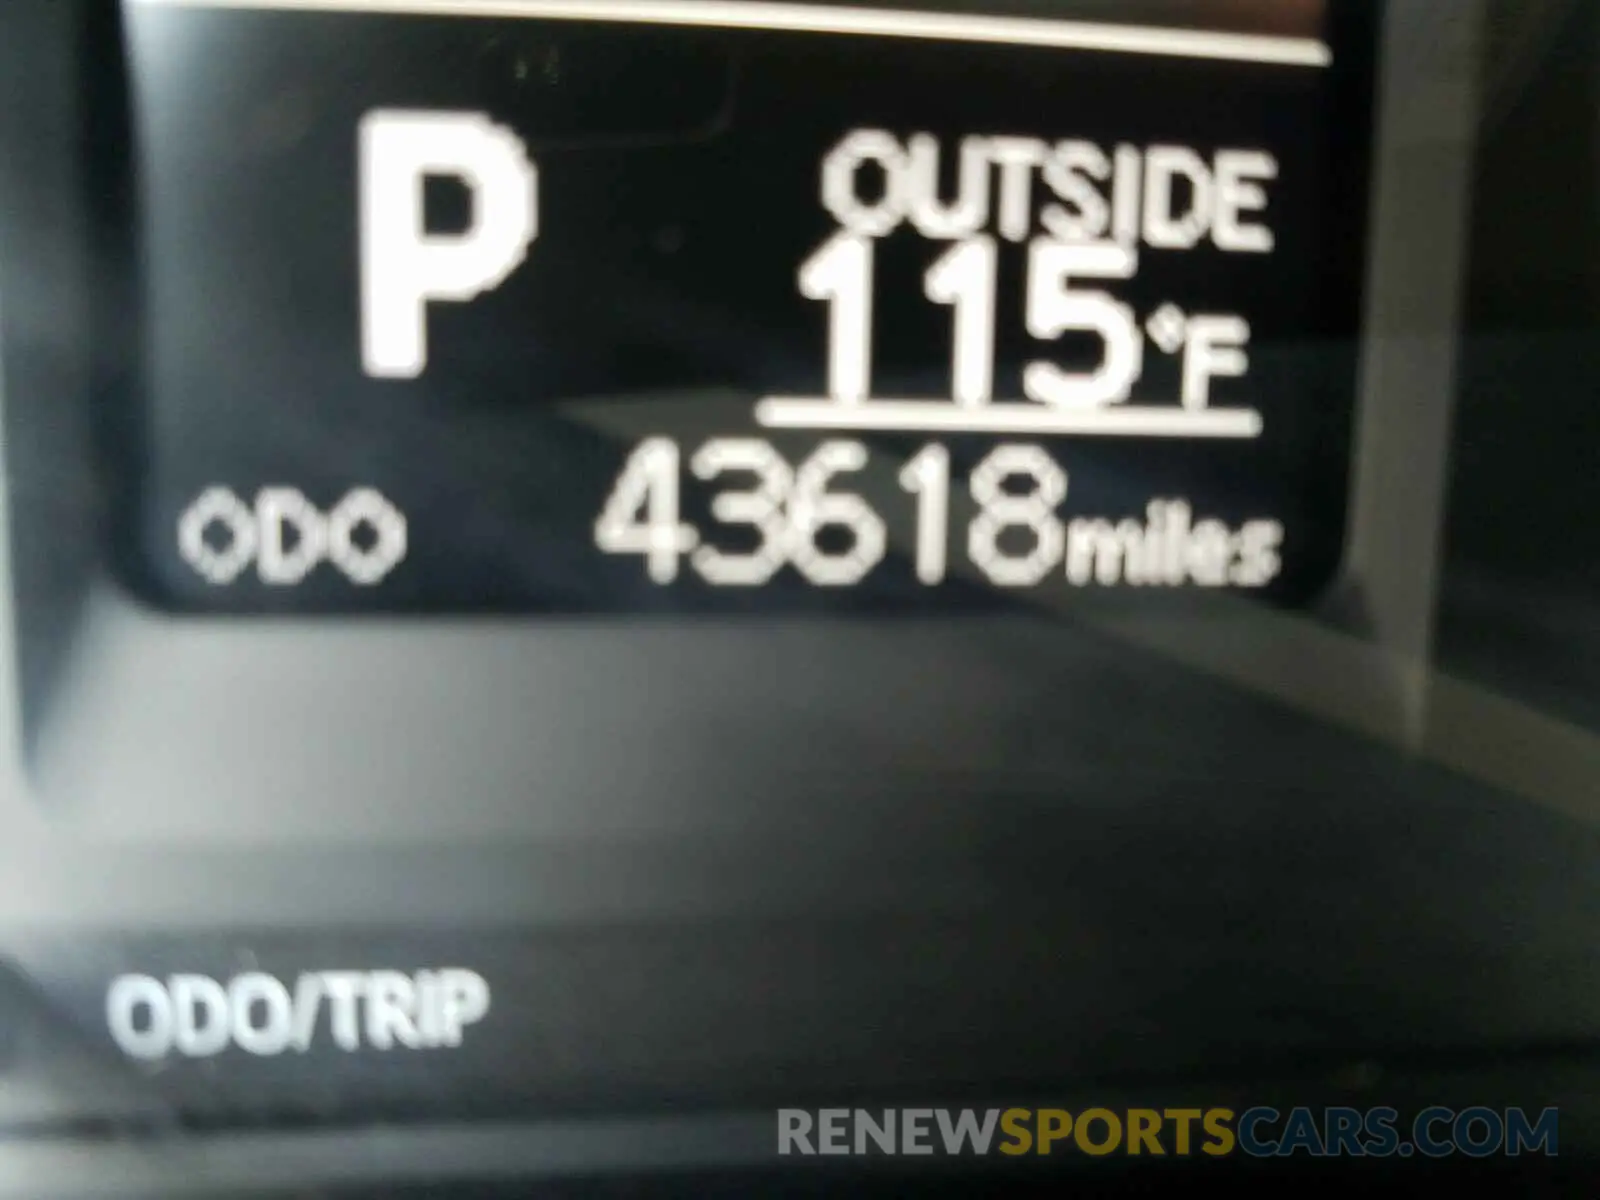 P
OUTSIDE
115°F
ODO 43618miles
ODO/TRIP
RENEWSPORTSCARS.COM